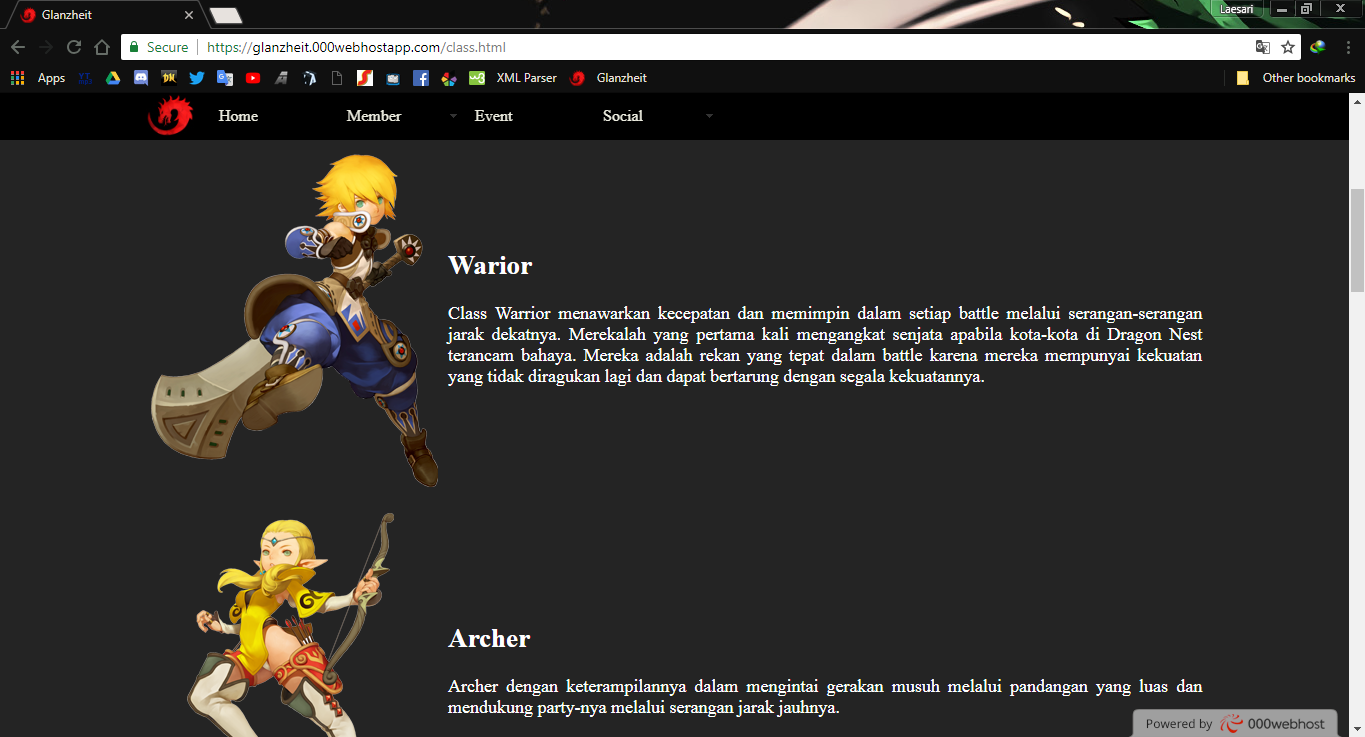 Glanzheit
Laesari
Secure
https://glanzheit.000webhostapp.com/class.html
Apps
DK
XML Parser
Glanzheit
Other bookmarks
Home
Member
Event
Social
Warior
Class Warrior menawarkan kecepatan dan memimpin dalam setiap battle melalui serangan-serangan
jarak dekatnya. Merekalah yang pertama kali mengangkat senjata apabila kota-kota di Dragon Nest
terancam bahaya. Mereka adalah rekan yang tepat dalam battle karena mereka mempunyai kekuatan
yang tidak diragukan lagi dan dapat bertarung dengan segala kekuatannya.
Archer
Archer dengan keterampilannya dalam mengintai gerakan musuh melalui pandangan yang luas dan
mendukung party-nya melalui serangan jarak jauhnya.
Powered by 000webhost